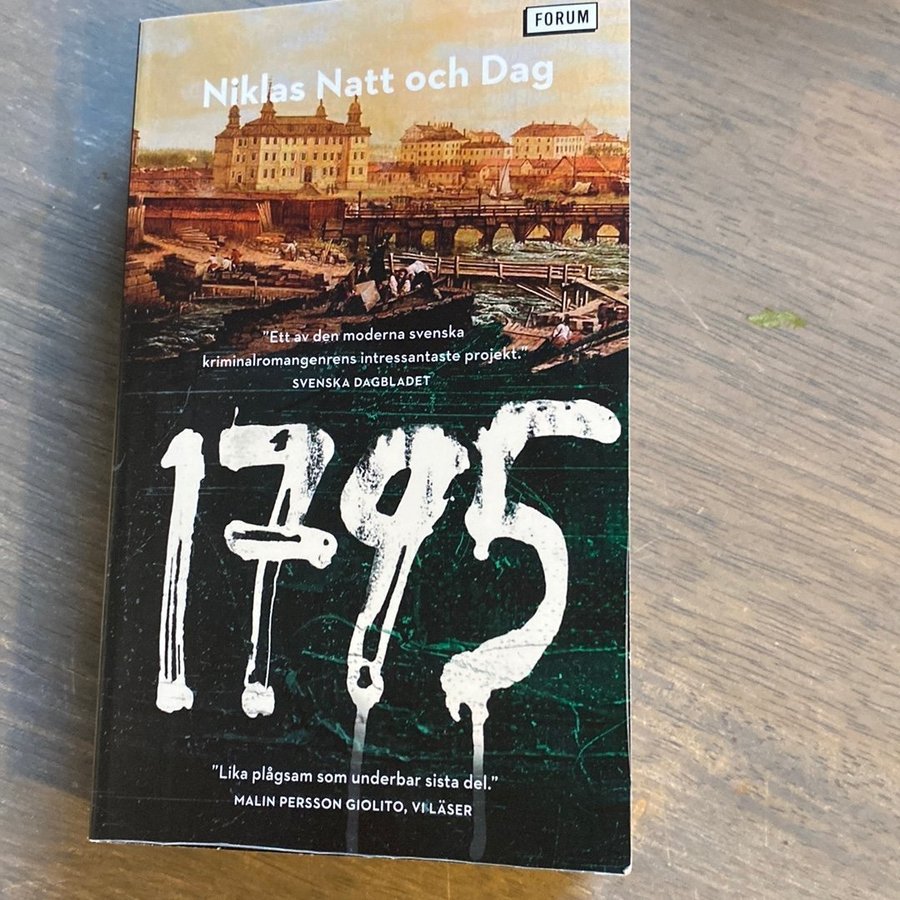 FORUM
Niklas Natt och Dag
"Ett av den moderna svenska
kriminalromangenrens intressantaste projekt."
SVENSKA DAGBLADET
1795
"Lika plågsam som underbar sista del."
MALIN PERSSON GIOLITO, VI LÄSER